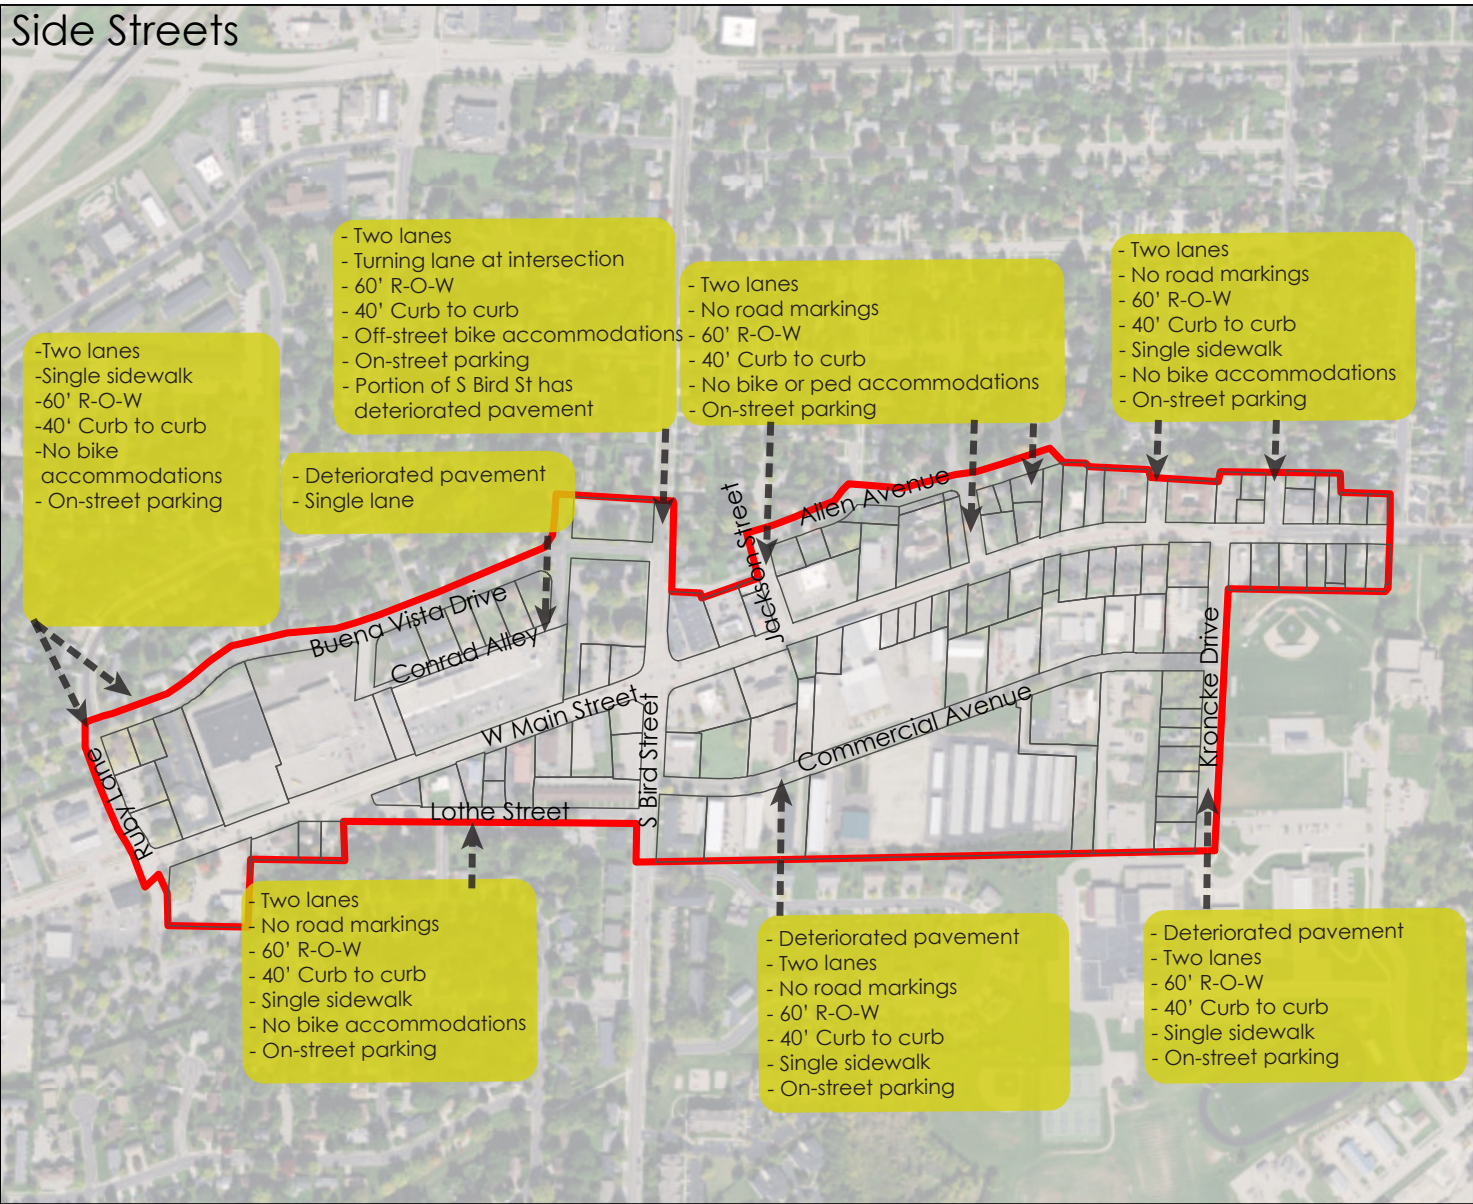 Side Streets
- Two lanes
- Turning lane at intersection
- 60' R-O-W
- 40' Curb to curb
- Off-street bike accommodations
- On-street parking
- Portion of S Bird St has
deteriorated pavement
- Two lanes
- No road markings
- 60' R-O-W
- 40' Curb to curb
- No bike or ped accommodations
- On-street parking
- Two lanes
- No road markings
- 60' R-O-W
- 40' Curb to curb
- Single sidewalk
- No bike accommodations
- On-street parking
-Two lanes
-Single sidewalk
-60' R-O-W
-40' Curb to curb
-No bike
accommodations
- On-street parking
- Deteriorated pavement
- Single lane
Allen Avenue
Jackson Street
Buena Vista Drive
Conrad Alley
W Main Street
S Bird Street
Commercial Avenue
Kroncke Drive
Ruby Lane
Lothe Street
- Two lanes
- No road markings
- 60' R-O-W
- 40' Curb to curb
- Single sidewalk
- No bike accommodations
- On-street parking
- Deteriorated pavement
- Two lanes
- No road markings
- 60' R-O-W
- 40' Curb to curb
- Single sidewalk
- On-street parking
- Deteriorated pavement
- Two lanes
- 60' R-O-W
- 40' Curb to curb
- Single sidewalk
- On-street parking